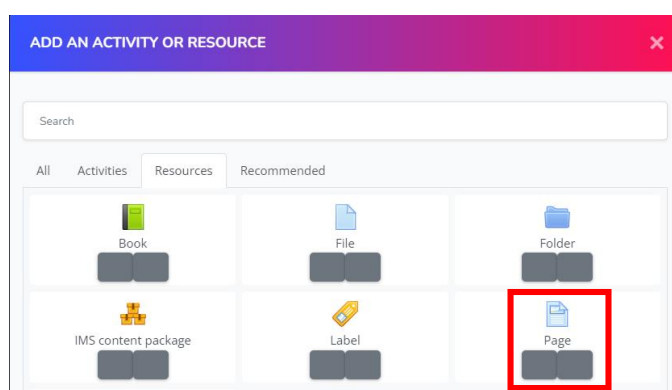 ADD AN ACTIVITY OR RESOURCE ×
Search
All Activities Resources Recommended
Book File Folder
IMS content package Label Page